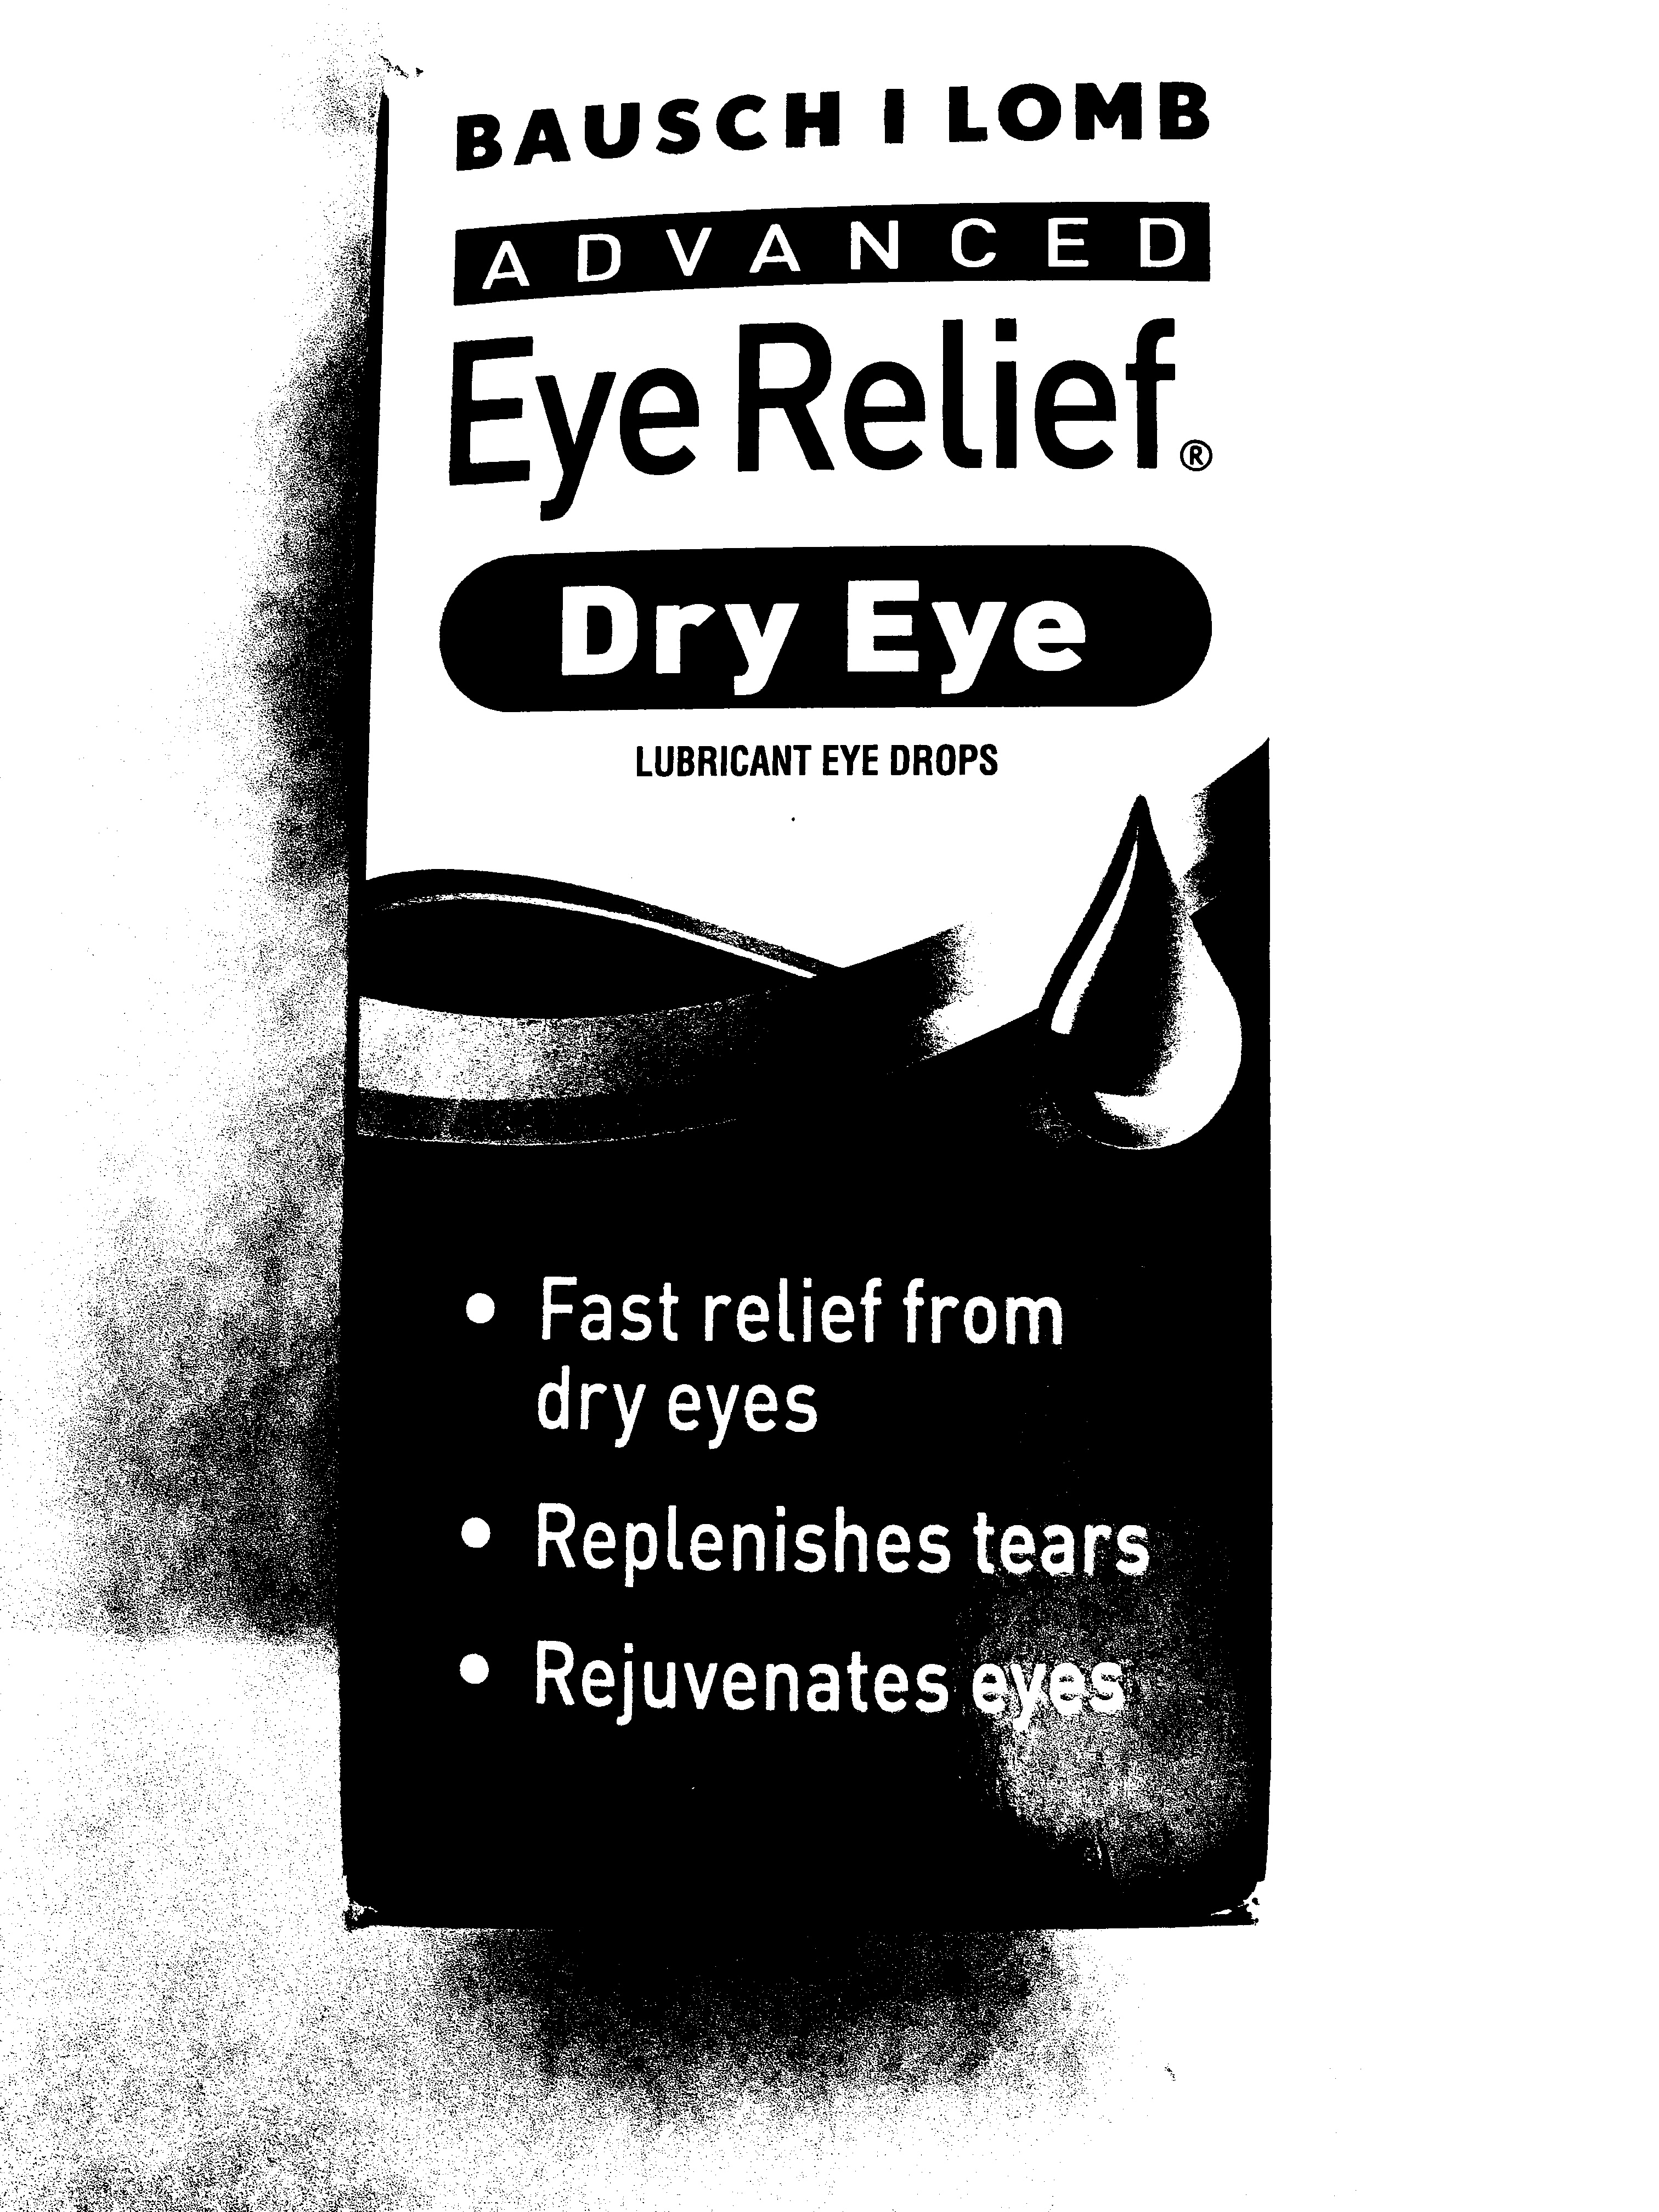 BAUSCH | LOMB
ADVANCED
Eye Relief®
Dry Eye
LUBRICANT EYE DROPS
• Fast relief from
dry eyes
• Replenishes tears
• Rejuvenates eyes